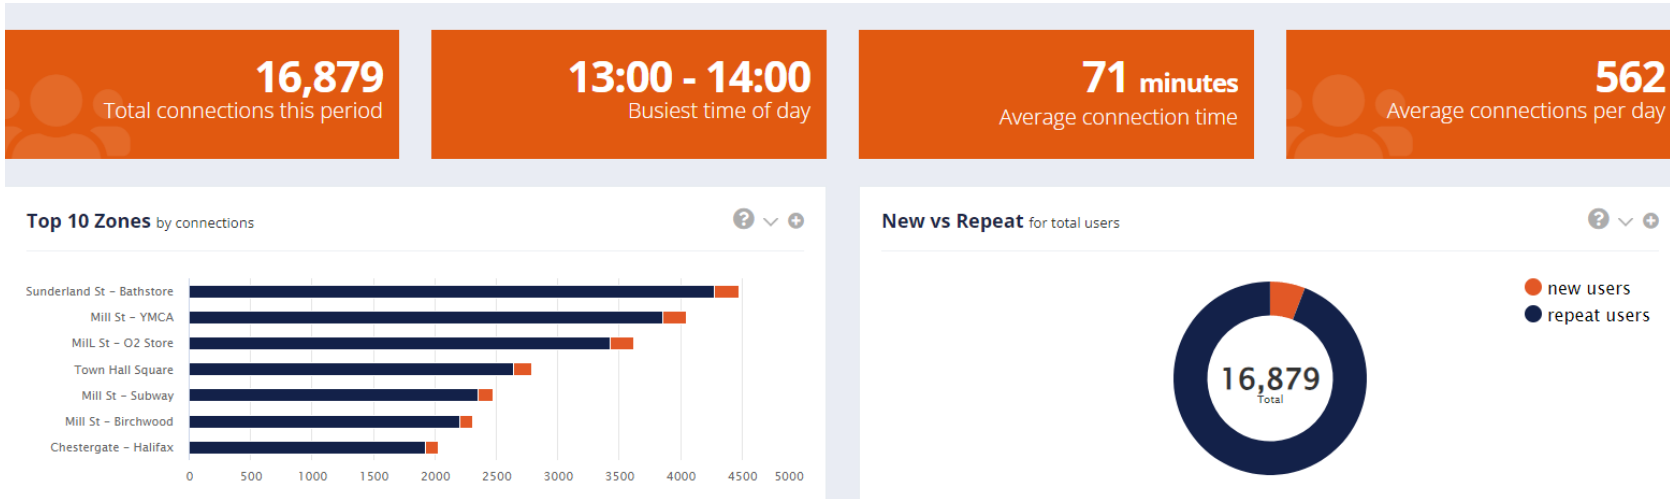 16,879
Total connections this period
13:00 - 14:00
Busiest time of day
71 minutes
Average connection time
562
Average connections per day
Top 10 Zones by connections
Sunderland St - Bathstore
Mill St - YMCA
MilL St - O2 Store
Town Hall Square
Mill St - Subway
Mill St - Birchwood
Chestergate - Halifax
0 500 1000 1500 2000 2500 3000 3500 4000 4500 5000
New vs Repeat for total users
new users
repeat users
16,879
Total